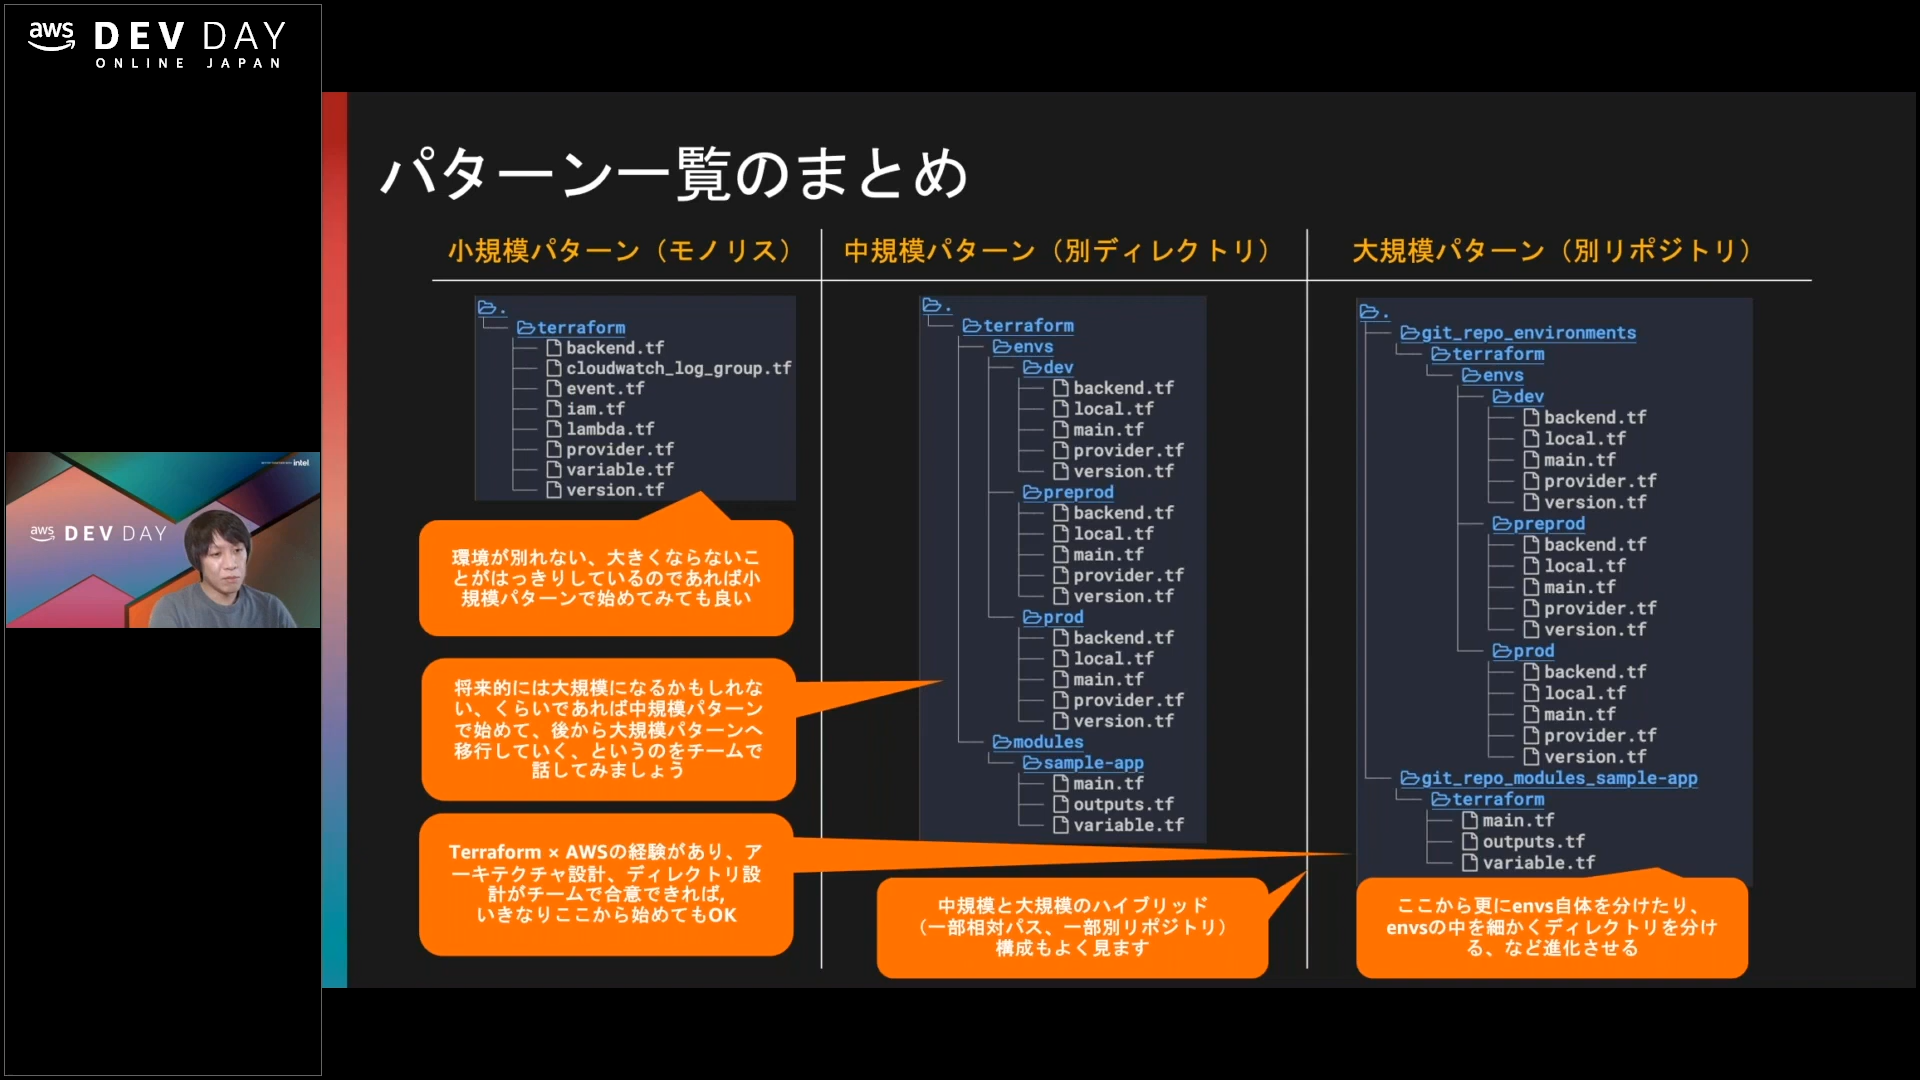 aws DEV DAY
ONLINE JAPAN
intel
aws DEV DAY
パターン一覧のまとめ
小規模パターン（モノリス）
.
terraform
backend.tf
cloudwatch_log_group.tf
event.tf
iam.tf
lambda.tf
provider.tf
variable.tf
version.tf
環境が別れない、大きくならないこ
とがはっきりしているのであれば小
規模パターンで始めてみても良い
将来的には大規模になるかもしれな
い、くらいであれば中規模パターン
で始めて、後から大規模パターンへ
移行していく、というのをチームで
話してみましょう
Terraform × AWSの経験があり、ア
ーキテクチャ設計、ディレクトリ設
計がチームで合意できれば,
いきなりここから始めてもOK
中規模パターン（別ディレクトリ）
.
terraform
envs
dev
backend.tf
local.tf
main.tf
provider.tf
version.tf
preprod
backend.tf
local.tf
main.tf
provider.tf
version.tf
prod
backend.tf
local.tf
main.tf
provider.tf
version.tf
modules
sample-app
main.tf
outputs.tf
variable.tf
中規模と大規模のハイブリッド
（一部相対パス、一部別リポジトリ）
構成もよく見ます
大規模パターン（別リポジトリ）
.
git_repo_environments
terraform
envs
dev
backend.tf
local.tf
main.tf
provider.tf
version.tf
preprod
backend.tf
local.tf
main.tf
provider.tf
version.tf
prod
backend.tf
local.tf
main.tf
provider.tf
version.tf
git_repo_modules_sample-app
terraform
main.tf
outputs.tf
variable.tf
ここから更にenvs自体を分けたり、
envsの中を細かくディレクトリを分け
る、など進化させる